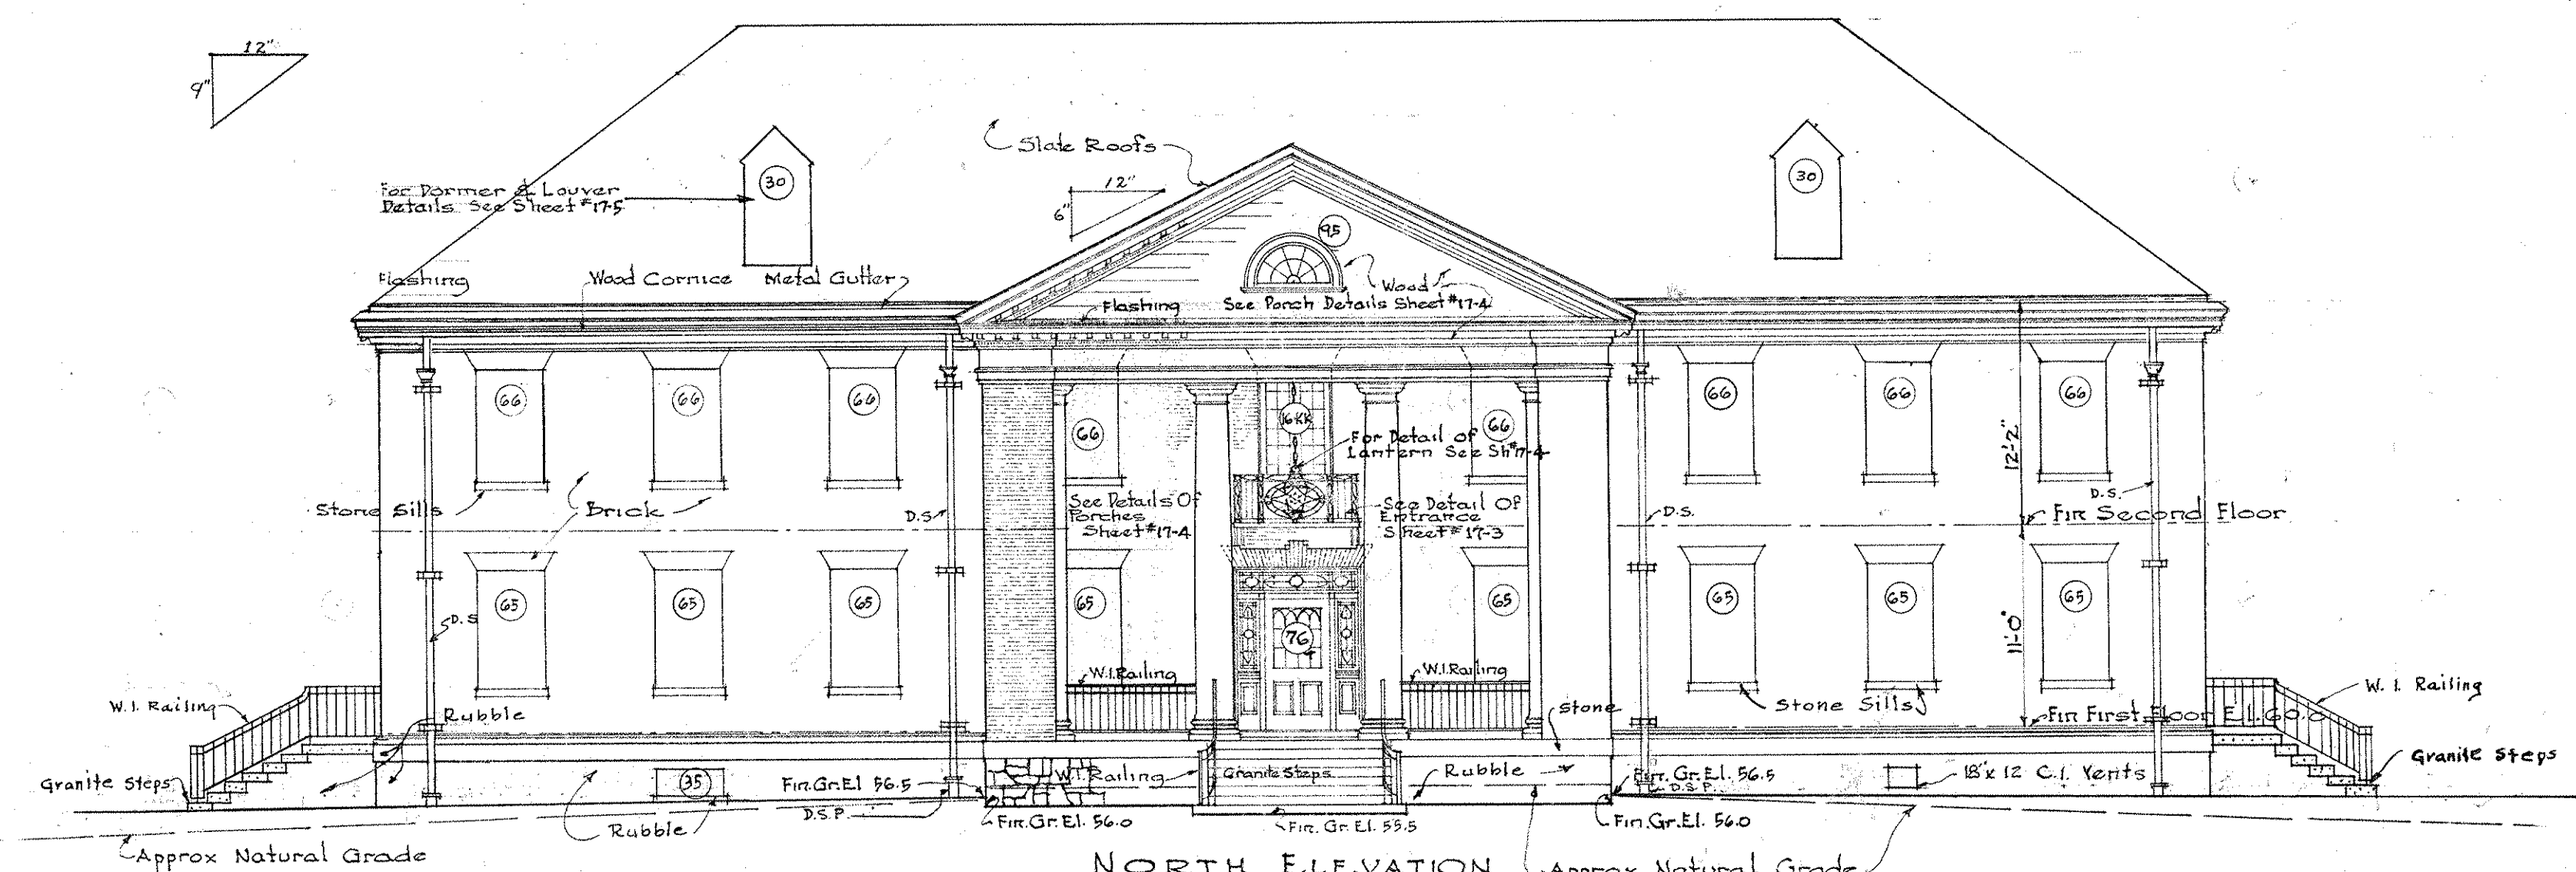 12"
9"
Slate Roofs
12"
6"
30
30
For Dormer & Louver
Details See Sheet #17-5
95
Flashing
Wood Cornice
Metal Gutter
Wood
See Porch Details Sheet #17-4
Flashing
66
66
66
66
16KK
66
66
66
66
For Detail of
Lantern See Sh#17-4
12'-2"
Stone Sills
Brick
D.S.
See Details Of
Porches
Sheet #17-4
See Detail Of
Entrance
Sheet #17-3
D.S.
D.S.
Fin Second Floor
65
65
65
65
76
65
65
65
65
D.S.
11'-0"
W.I. Railing
W.I. Railing
W.I. Railing
Rubble
Stone
Stone Sills
Fin First Floor El. 60.0
W. I. Railing
Granite Steps
35
Fin.Gr.El 56.5
W.I. Railing
Granite Steps
Rubble
Fin. Gr. El. 56.5
D.S.P.
18"x 12 C.I. Vents
Granite Steps
D.S.P.
Rubble
Fin.Gr.El. 56.0
Fin. Gr. El. 55.5
Fin.Gr.El. 56.0
Approx Natural Grade
NORTH ELEVATION
Approx Natural Grade